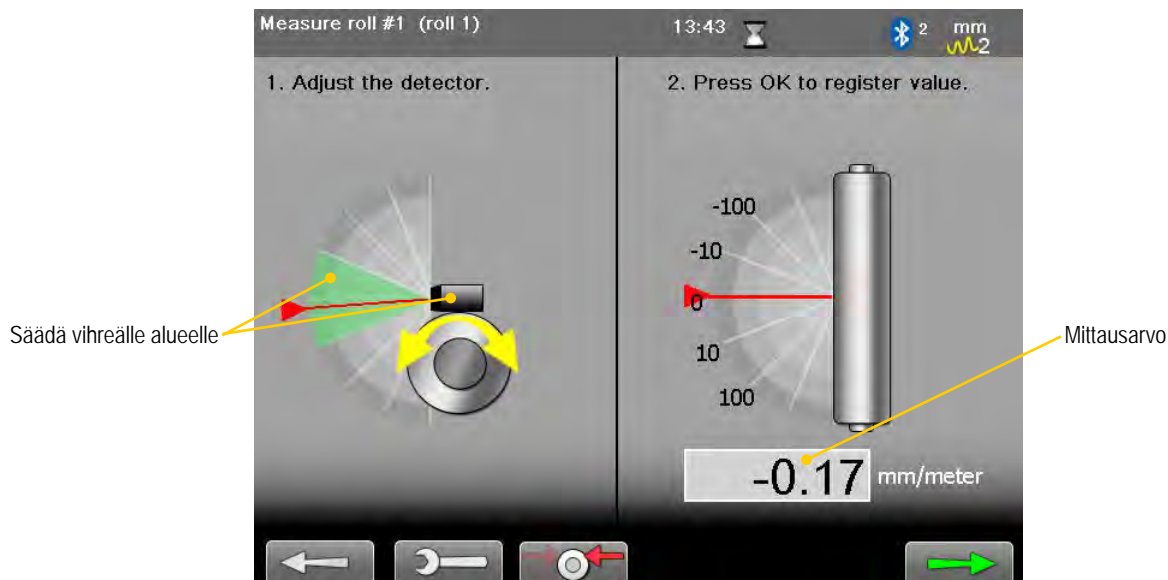 Measure roll #1 (roll 1)
13:43
2
mm
2
1. Adjust the detector.
2. Press OK to register value.
-100
-10
0
10
100
Säädä vihreälle alueelle
Mittausarvo
-0.17 mm/meter